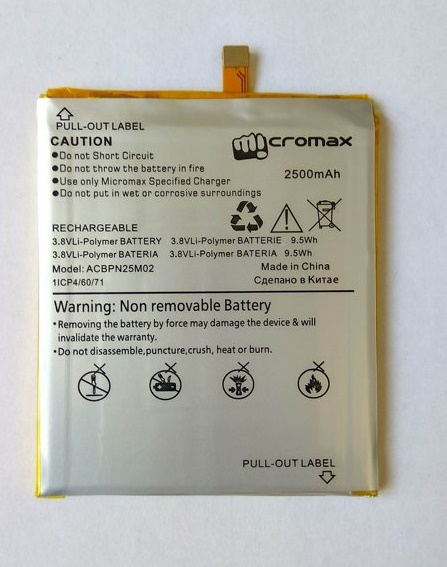 PULL-OUT LABEL
CAUTION
●Do not Short Circuit
●Do not throw the battery in fire
●Use only Micromax Specified Charger
●Do not put in wet or corrosive surroundings
micromax
2500mAh
RECHARGEABLE
3.8VLi-Polymer BATTERY 3.8VLi-Polymer BATTERIE 9.5Wh
3.8VLi-Polymer BATERIA 3.8VLi-Polymer BATERIA 9.5Wh
Model: ACBPN25M02 Made in China
1ICP4/60/71 Сделано в Китае
Warning: Non removable Battery
•Removing the battery by force may damage the device & will
invalidate the warranty.
•Do not disassemble,puncture,crush, heat or burn.
PULL-OUT LABEL